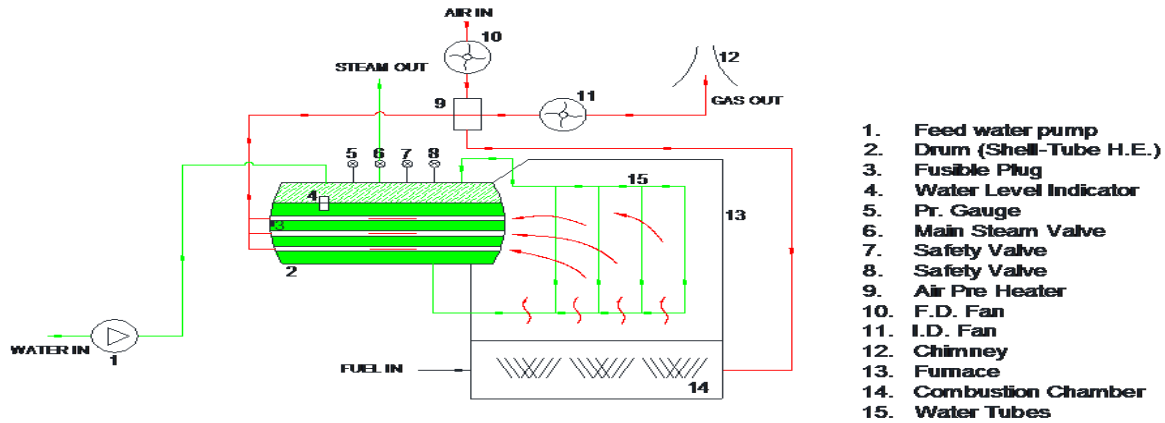 AIR IN
10
12
STEAM OUT
9
11
GAS OUT
5 6 7 8
15
4
13
3
2
WATER IN
1
FUEL IN
14
1. Feed water pump
2. Drum (Shell-Tube H.E.)
3. Fusible Plug
4. Water Level Indicator
5. Pr. Gauge
6. Main Steam Valve
7. Safety Valve
8. Safety Valve
9. Air Pre Heater
10. F.D. Fan
11. I.D. Fan
12. Chimney
13. Furnace
14. Combustion Chamber
15. Water Tubes